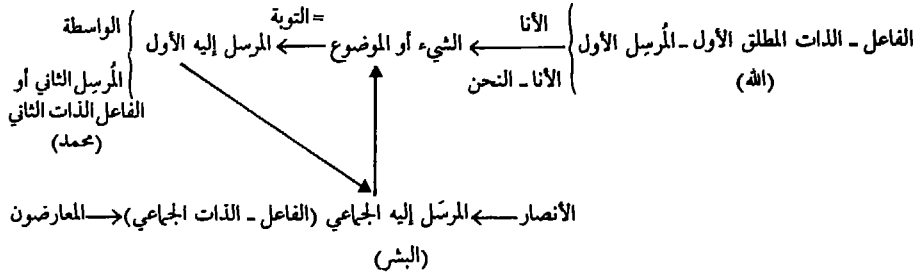 الفاعل - الذات المطلق الأول - المُرسِل الأول
(الله)
الأنا
الأنا - النحن
الشيء أو الموضوع
= التوبة
المرسل إليه الأول
الواسطة
المُرسِل الثاني أو
الفاعل الذات الثاني
(محمد)
الأنصار ← المرسَل إليه الجماعي (الفاعل - الذات الجماعي) → المعارضون
(البشر)